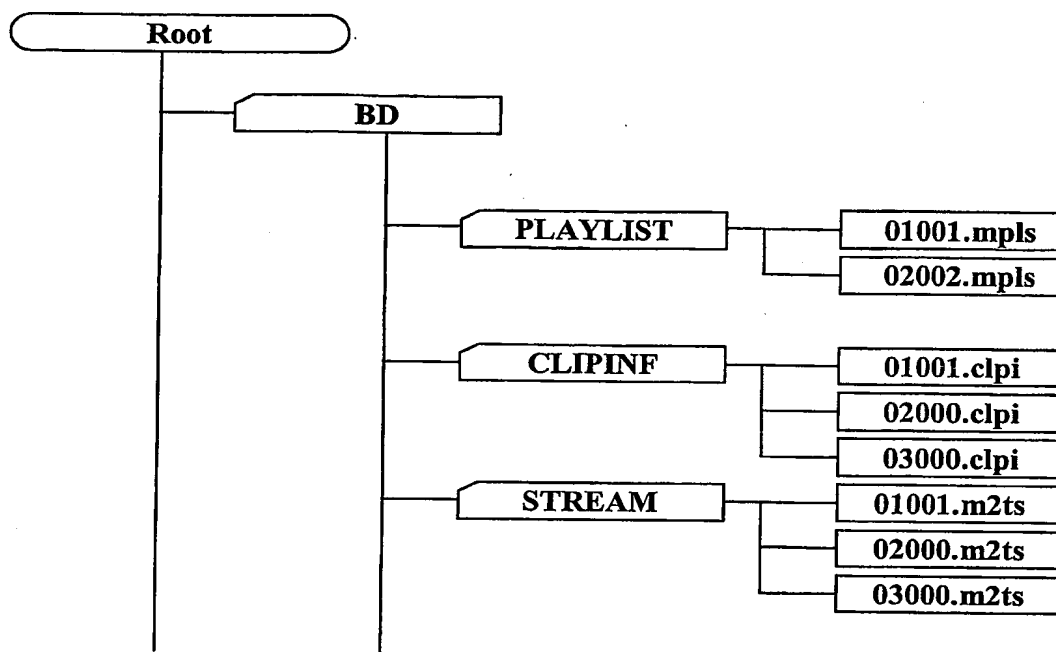 Root
BD
PLAYLIST
01001.mpls
02002.mpls
CLIPINF
01001.clpi
02000.clpi
03000.clpi
STREAM
01001.m2ts
02000.m2ts
03000.m2ts